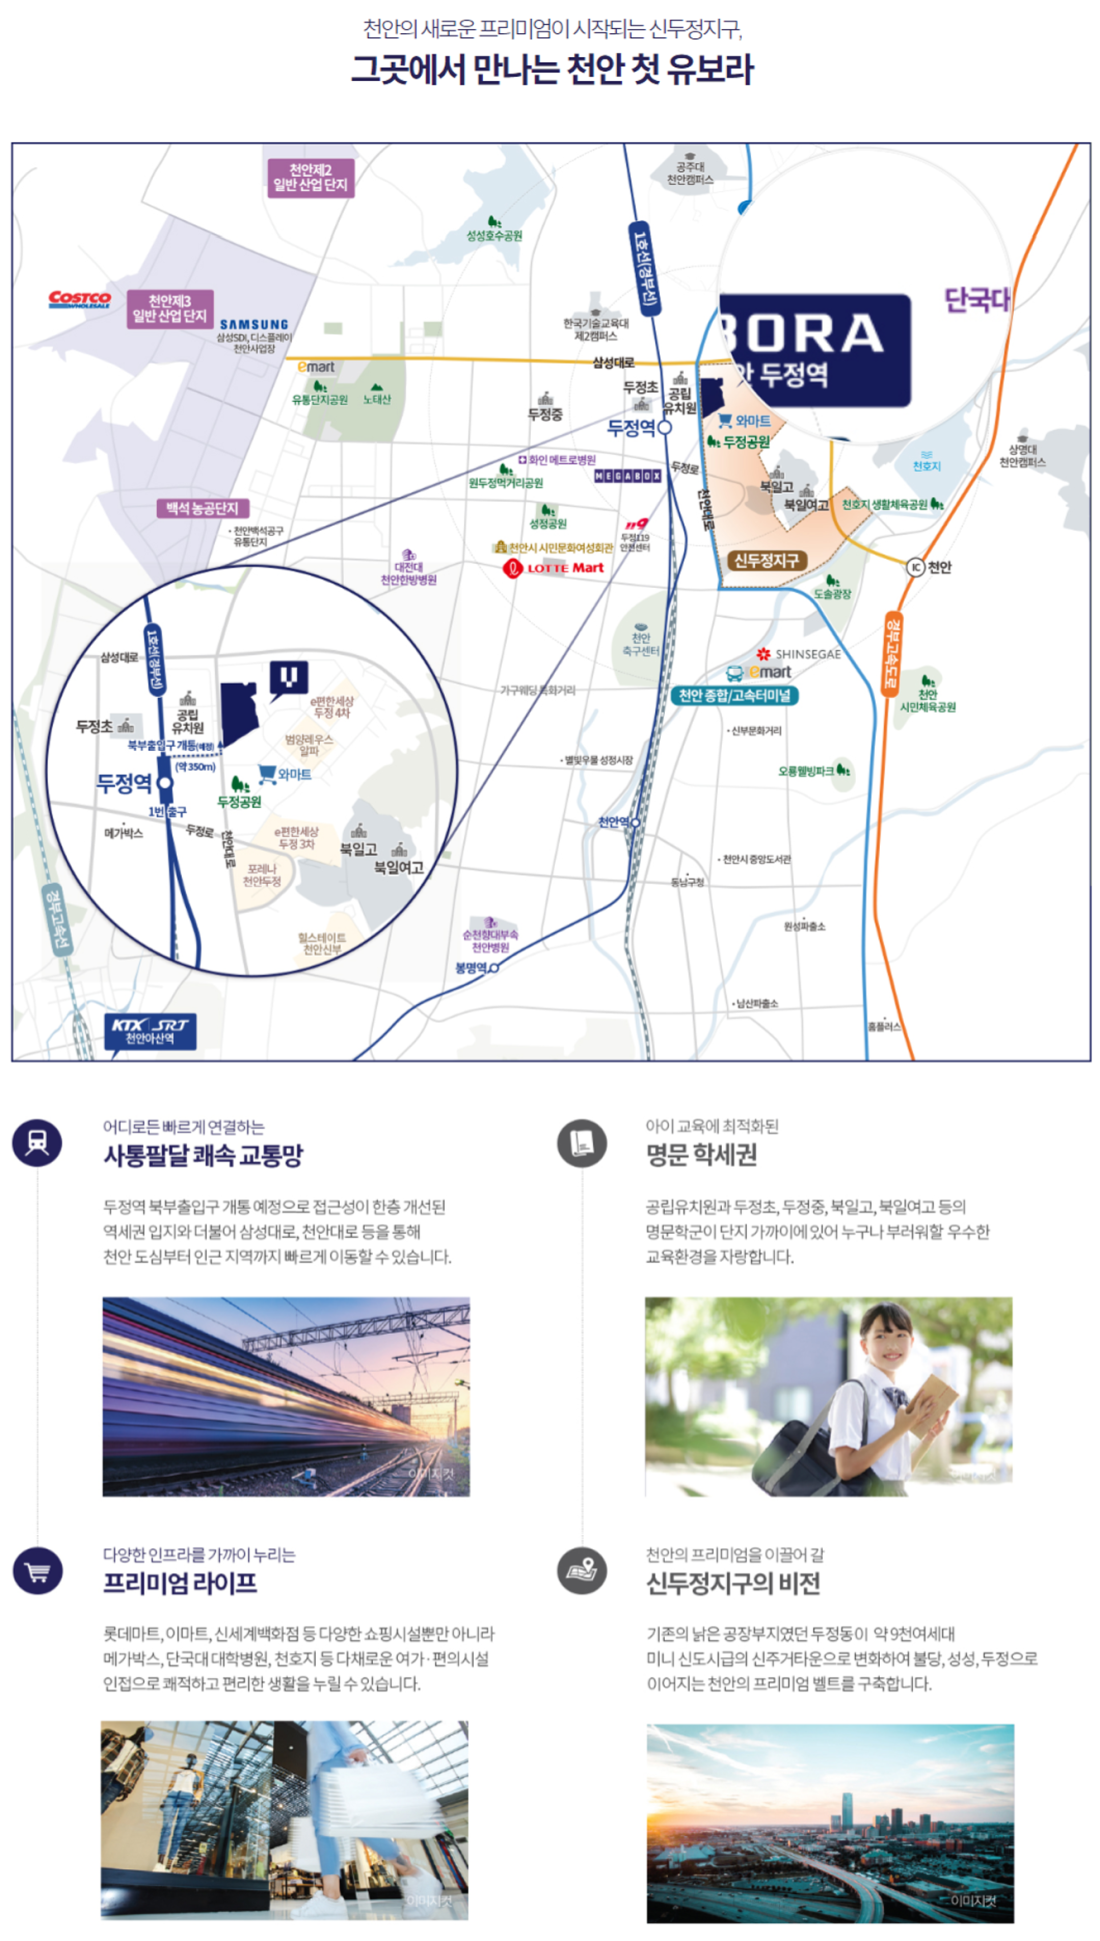 천안의 새로운 프리미엄이 시작되는 신두정지구,
그곳에서 만나는 천안 첫 유보라
천안제2
일반 산업 단지
공주대
천안캠퍼스
성성호수공원
1호선(경부선)
COSTCO
WHOLESALE
천안제3
일반 산업 단지
SAMSUNG
삼성SDI, 디스플레이
천안사업장
emart
유통단지공원
노태산
한국기술교육대
제2캠퍼스
삼성대로
단국대
BORA
안 두정역
두정초
공립
유치원
두정중
두정역
와마트
두정공원
화인 메트로병원
원두정먹거리공원
MEGABOX
두정로
천안대로
북일고
북일여고
천호지
상명대
천안캠퍼스
천호지 생활체육공원
백석 농공단지
천안백석공구
유통단지
성정공원
119
두정119
안전센터
천안시 시민문화여성회관
LOTTE Mart
대전대
천안한방병원
신두정지구
IC 천안
도솔광장
천안
축구센터
SHINSEGAE
emart
천안 종합/고속터미널
경부고속도로
천안
시민체육공원
가구웨딩 특화거리
신부문화거리
별빛우물 성정시장
오룡웰빙파크
천안역
천안시 중앙도서관
동남구청
원성파출소
순천향대부속
천안병원
봉명역
남산파출소
홈플러스
1호선(경부선)
삼성대로
두정초
공립
유치원
e편한세상
두정 4차
범양레우스
알파
북부출입구 개통(예정)
(약350m)
두정역
와마트
두정공원
1번 출구
메가박스
두정로
천안대로
e편한세상
두정 3차
북일고
북일여고
포레나
천안두정
힐스테이트
천안신부
경부고속선
KTX SRT
천안아산역
어디로든 빠르게 연결하는
사통팔달 쾌속 교통망
두정역 북부출입구 개통 예정으로 접근성이 한층 개선된
역세권 입지와 더불어 삼성대로, 천안대로 등을 통해
천안 도심부터 인근 지역까지 빠르게 이동할 수 있습니다.
이미지컷
아이 교육에 최적화된
명문 학세권
공립유치원과 두정초, 두정중, 북일고, 북일여고 등의
명문학군이 단지 가까이에 있어 누구나 부러워할 우수한
교육환경을 자랑합니다.
다양한 인프라를 가까이 누리는
프리미엄 라이프
롯데마트, 이마트, 신세계백화점 등 다양한 쇼핑시설뿐만 아니라
메가박스, 단국대 대학병원, 천호지 등 다채로운 여가·편의시설
인접으로 쾌적하고 편리한 생활을 누릴 수 있습니다.
이미지컷
천안의 프리미엄을 이끌어 갈
신두정지구의 비전
기존의 낡은 공장부지였던 두정동이 약 9천여세대
미니 신도시급의 신주거타운으로 변화하여 불당, 성성, 두정으로
이어지는 천안의 프리미엄 벨트를 구축합니다.
이미지컷